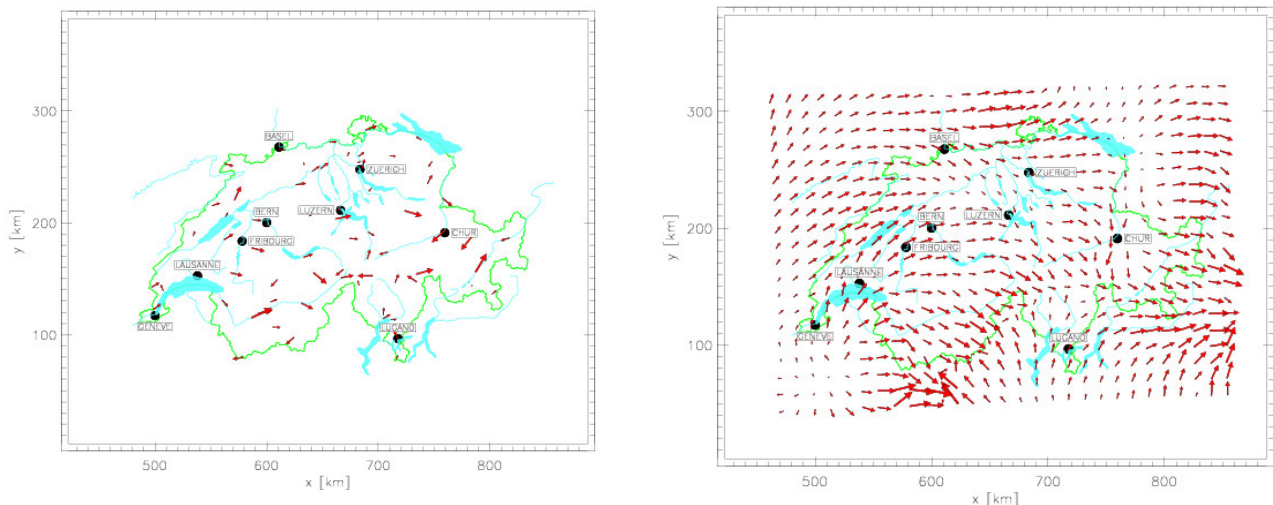 300
200
100
y [km]
BASEL
ZUERICH
BERN
LUZERN
FRIBOURG
CHUR
LAUSANNE
GENEVE
LUGANO
500 600 700 800
x [km]
300
200
100
y [km]
BASEL
ZUERICH
BERN
LUZERN
FRIBOURG
CHUR
LAUSANNE
GENEVE
LUGANO
500 600 700 800
x [km]